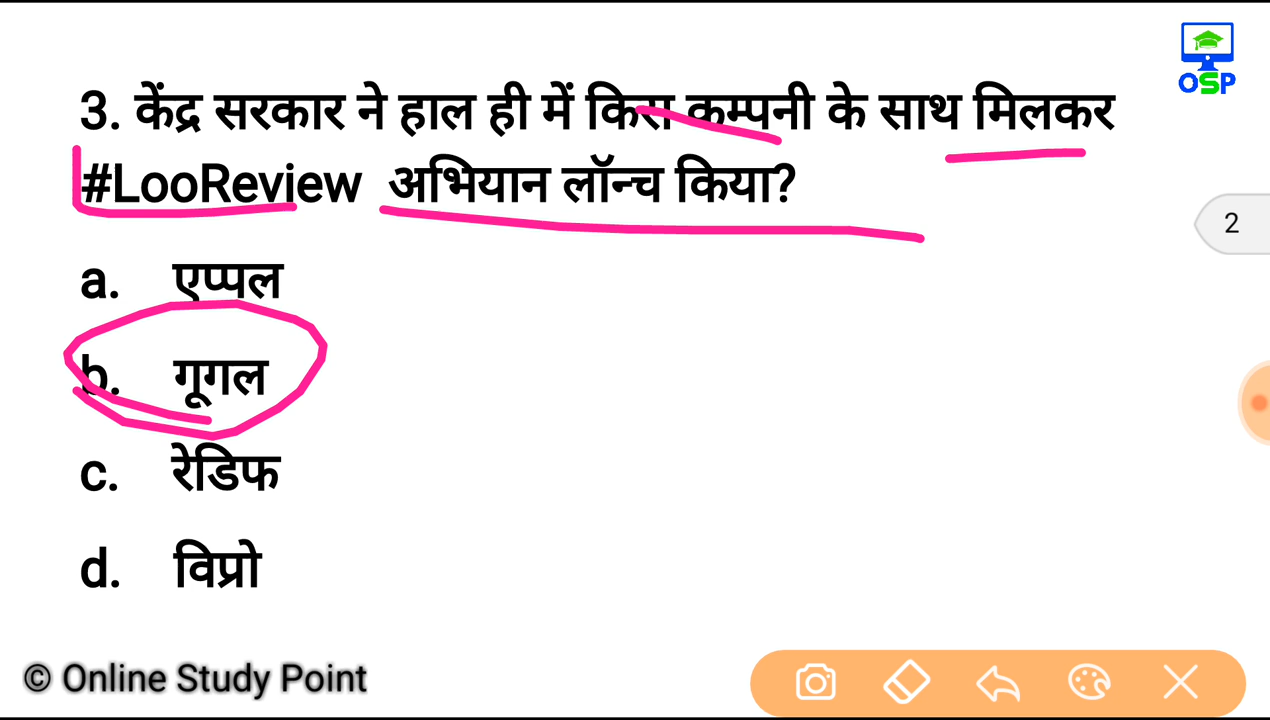 OSP
3. केंद्र सरकार ने हाल ही में किस कम्पनी के साथ मिलकर
#LooReview अभियान लॉन्च किया?
2
a. एप्पल
b. गूगल
c. रेडिफ
d. विप्रो
© Online Study Point